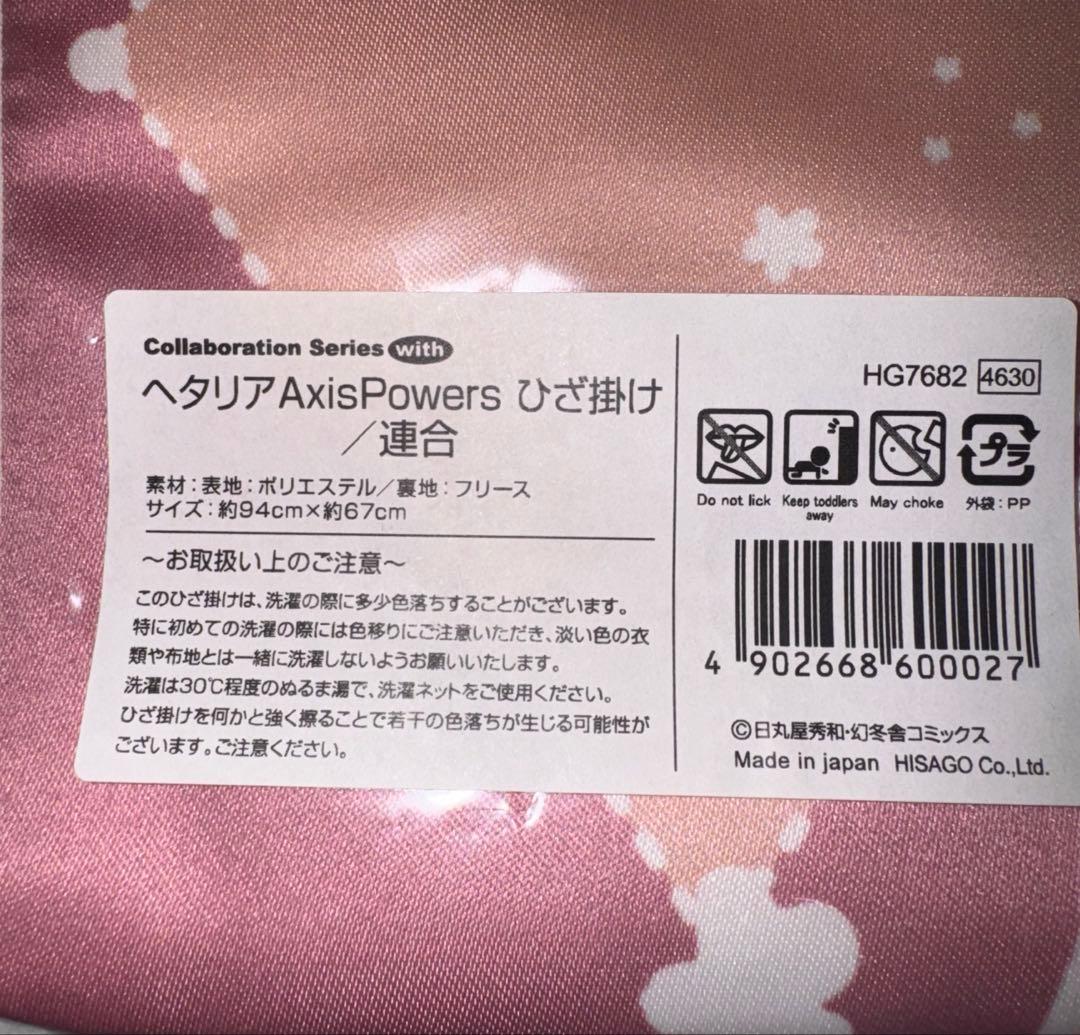 Collaboration Series with
ヘタリアAxisPowers ひざ掛け
／連合
素材：表地：ポリエステル／裏地：フリース
サイズ：約94cm×約67cm
〜お取扱い上のご注意〜
このひざ掛けは、洗濯の際に多少色落ちすることがございます。
特に初めての洗濯の際には色移りにご注意いただき、淡い色の衣
類や布地とは一緒に洗濯しないようお願いいたします。
洗濯は30℃程度のぬるま湯で、洗濯ネットをご使用ください。
ひざ掛けを何かと強く擦ることで若干の色落ちが生じる可能性が
ございます。ご注意ください。
HG7682 4630
プラ
Do not lick Keep toddlers away May choke 外袋：PP
4 902668 600027
©日丸屋秀和・幻冬舎コミックス
Made in japan HISAGO Co.,Ltd.